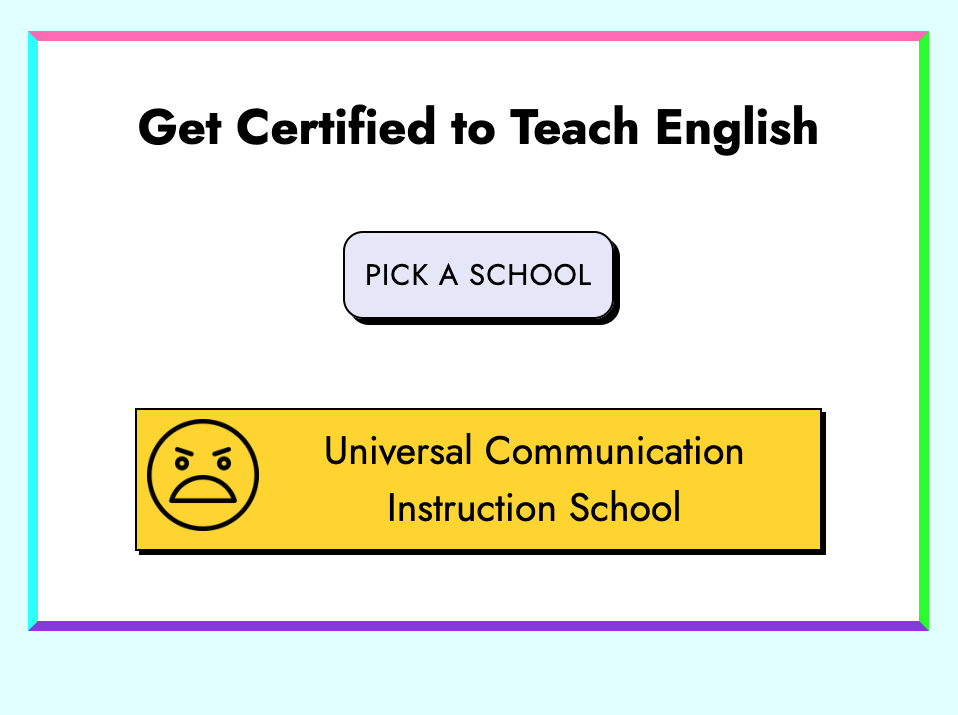 Get Certified to Teach English
PICK A SCHOOL
Universal Communication
Instruction School